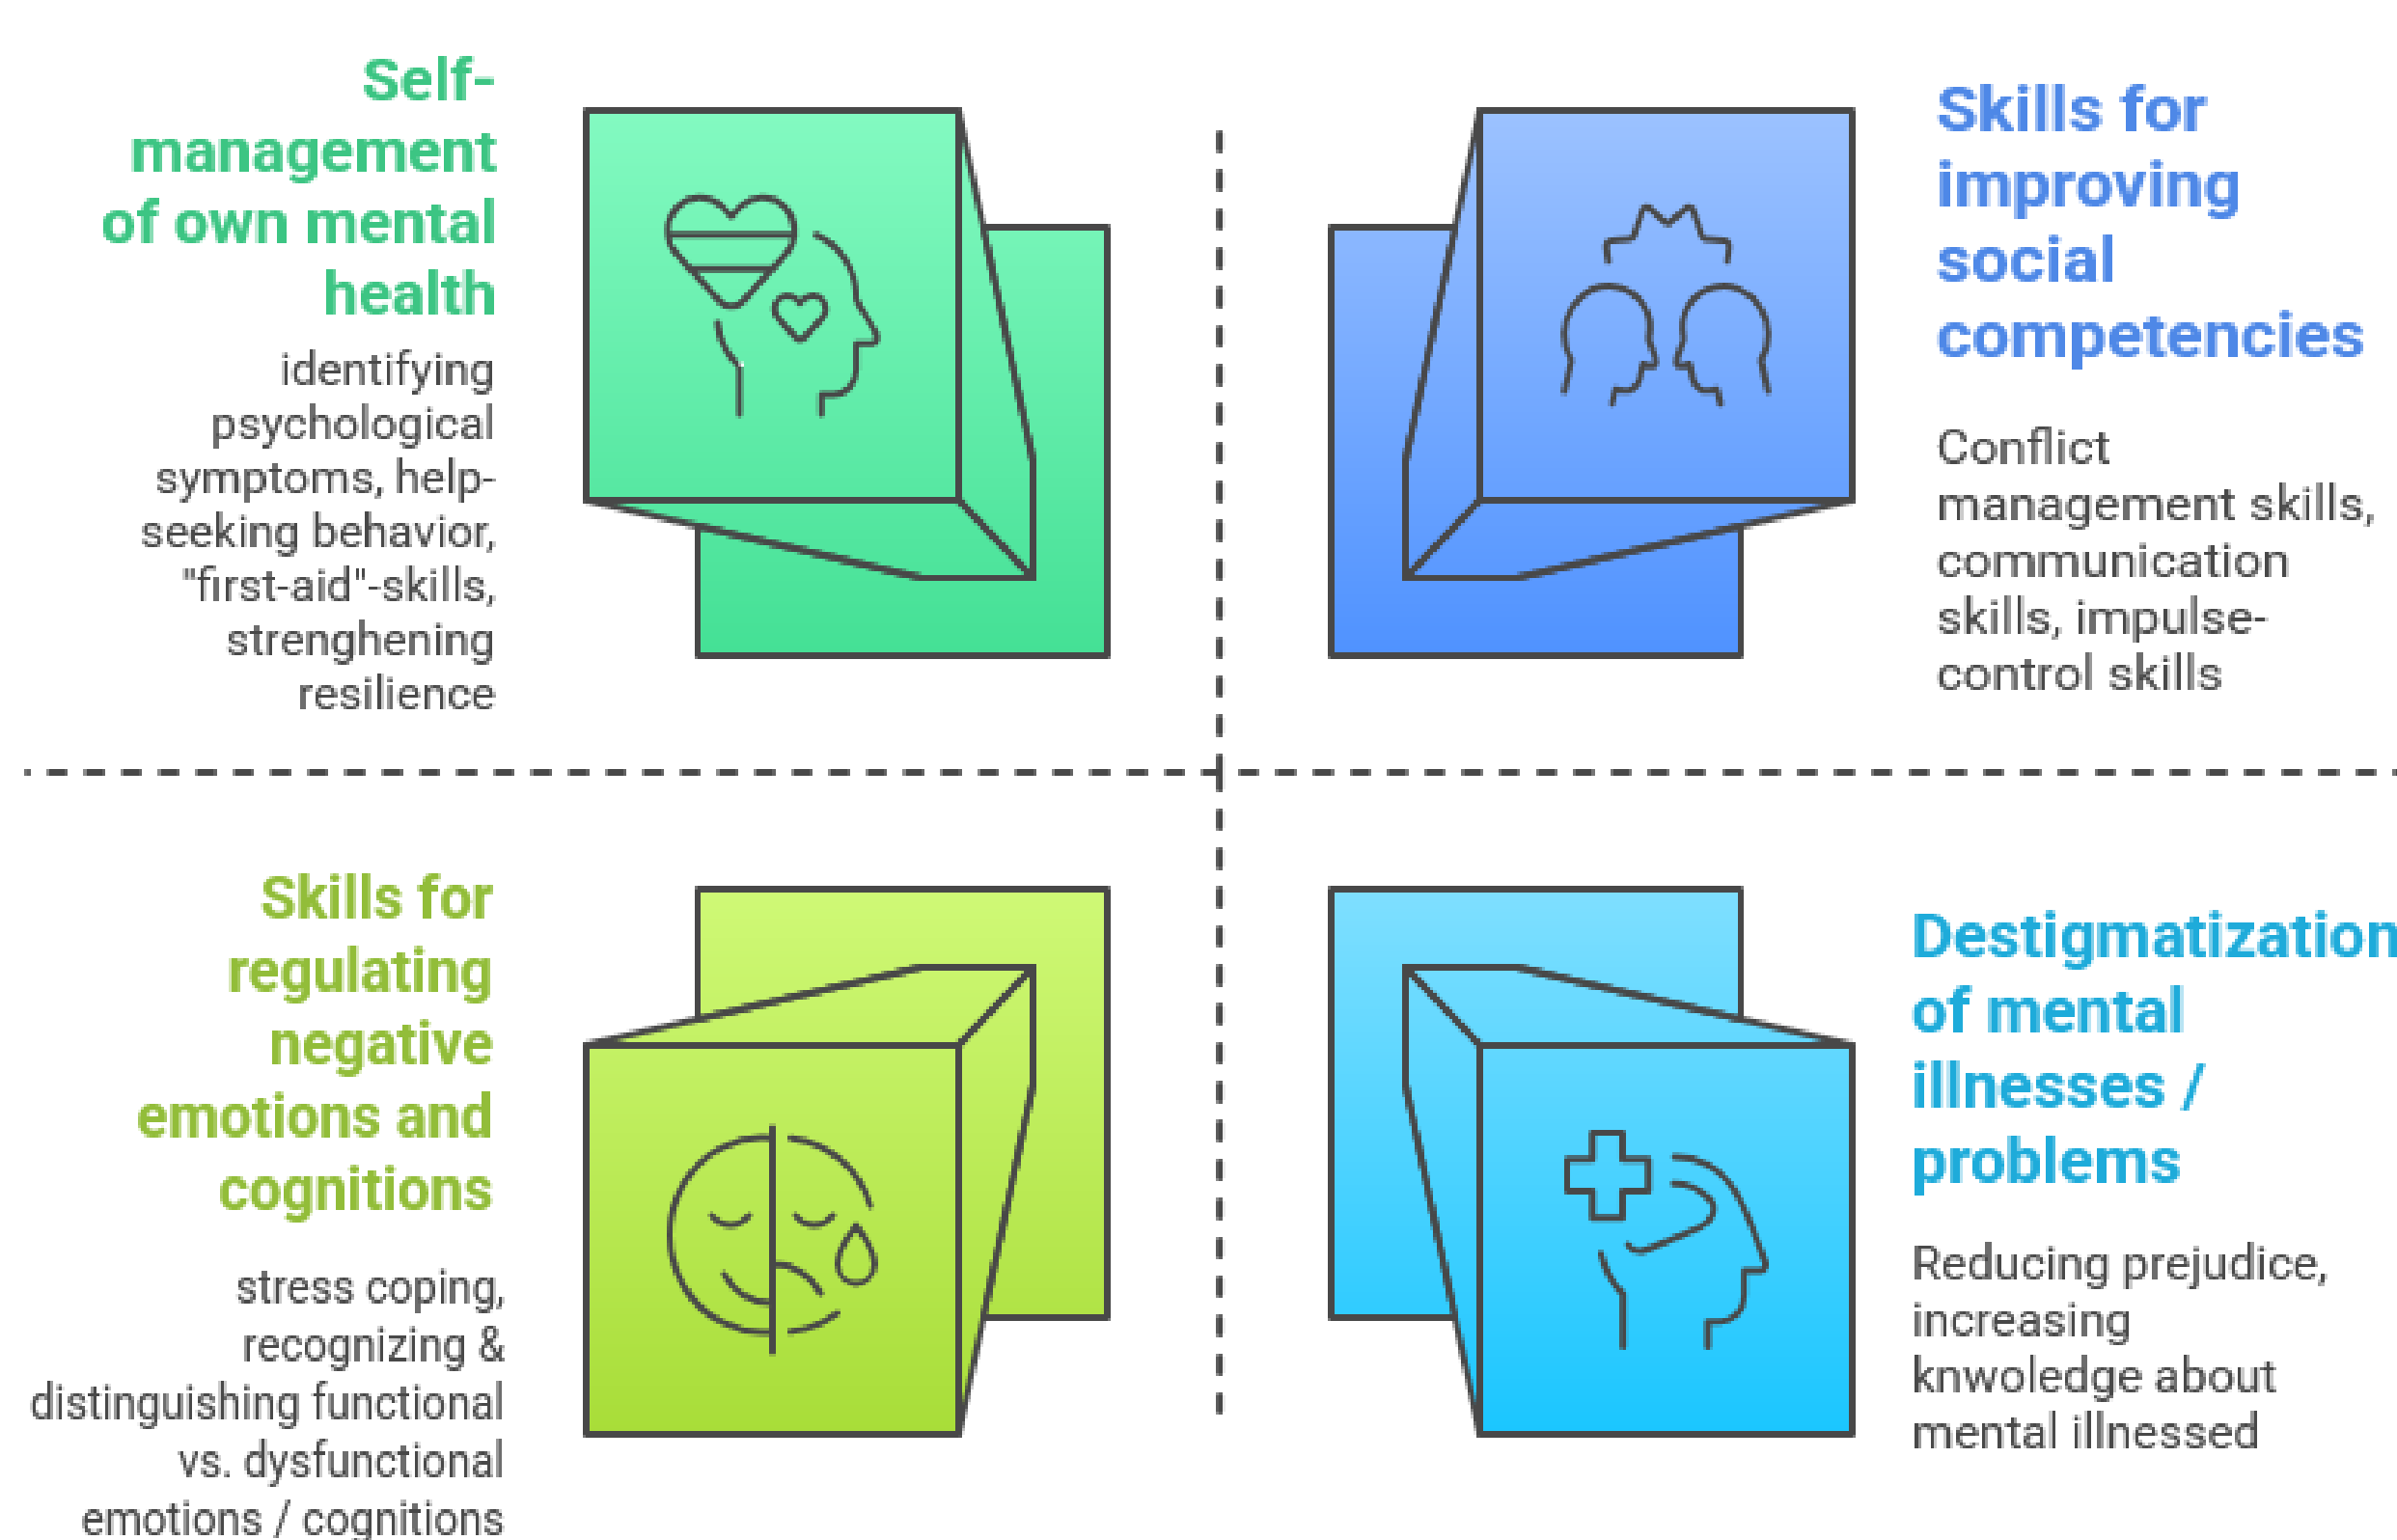 Self-
management
of own mental
health
identifying
psychological
symptoms, help-
seeking behavior,
"first-aid"-skills,
strenghening
resilience
Skills for
improving
social
competencies
Conflict
management skills,
communication
skills, impulse-
control skills
Skills for
regulating
negative
emotions and
cognitions
stress coping,
recognizing &
distinguishing functional
vs. dysfunctional
emotions / cognitions
Destigmatization
of mental
illnesses /
problems
Reducing prejudice,
increasing
knwoledge about
mental illnessed